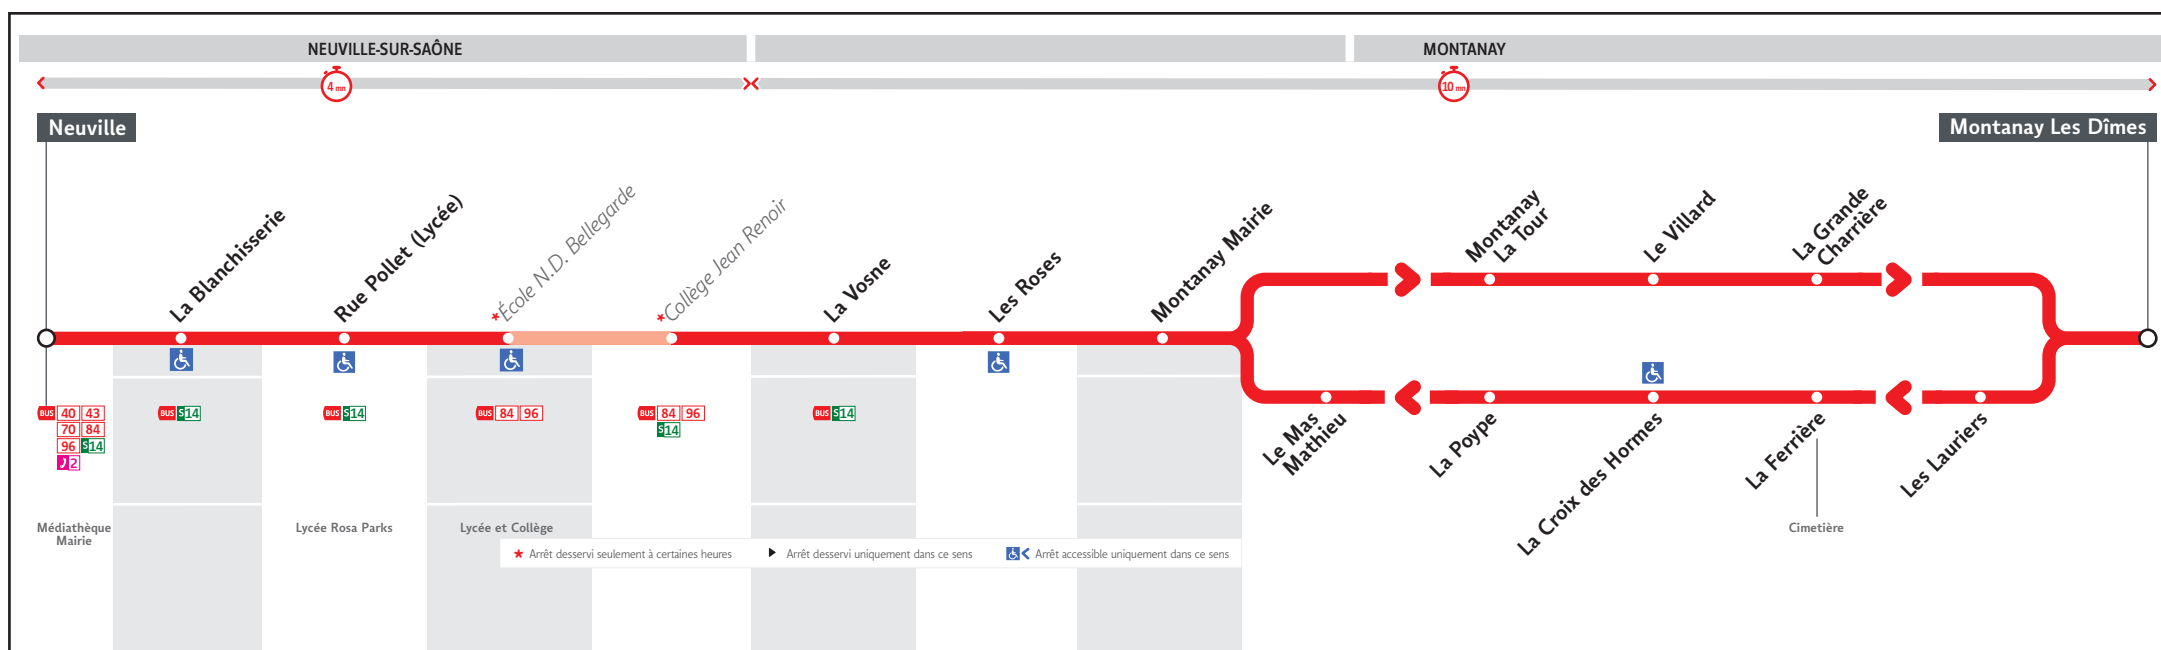 NEUVILLE-SUR-SAÔNE
MONTANAY
4 mn
10 mn
Neuville
Montanay Les Dîmes
La Blanchisserie
Rue Pollet (Lycée)
*École N.D. Bellegarde
*Collège Jean Renoir
La Vosne
Les Roses
Montanay Mairie
Montanay
La Tour
Le Villard
La Grande
Charrière
Le Mas
Mathieu
La Poype
La Croix des Hormes
La Ferrière
Les Lauriers
BUS 40 43
70 84
96 S14
2
BUS S14
BUS S14
BUS 84 96
BUS 84 96
S14
BUS S14
Médiathèque
Mairie
Lycée Rosa Parks
Lycée et Collège
Cimetière
* Arrêt desservi seulement à certaines heures
Arrêt desservi uniquement dans ce sens
Arrêt accessible uniquement dans ce sens